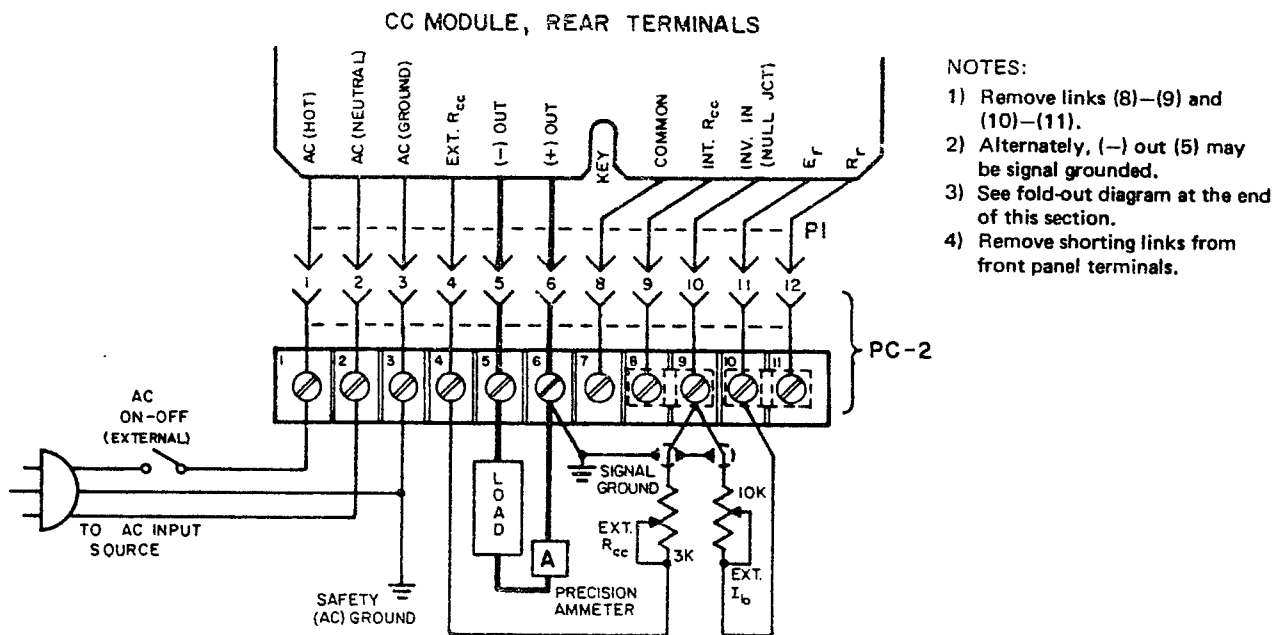 CC MODULE, REAR TERMINALS
AC (HOT)
AC (NEUTRAL)
AC (GROUND)
EXT. Rcc
(−) OUT
(+) OUT
KEY
COMMON
INT. Rcc
INV. IN
(NULL JCT)
Er
Rr
P1
1 2 3 4 5 6 8 9 10 11 12
PC-2
1 2 3 4 5 6 7 8 9 10 11
AC
ON-OFF
(EXTERNAL)
TO AC INPUT
SOURCE
SAFETY
(AC) GROUND
LOAD
A
PRECISION
AMMETER
SIGNAL
GROUND
EXT.
Rcc
3K
10K
EXT.
Ib
NOTES:
1) Remove links (8)—(9) and
(10)—(11).
2) Alternately, (−) out (5) may
be signal grounded.
3) See fold-out diagram at the end
of this section.
4) Remove shorting links from
front panel terminals.